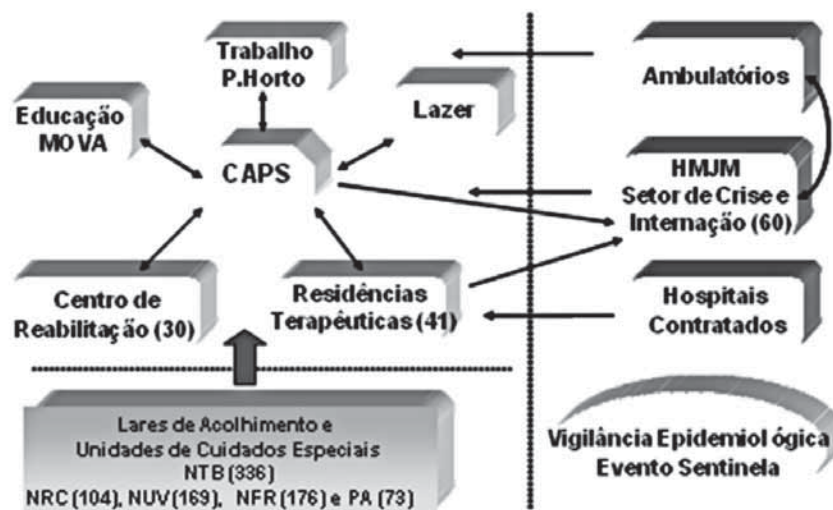 Trabalho
P.Horto
Educação
MOVA
Lazer
CAPS
Centro de
Reabilitação (30)
Residências
Terapêuticas (41)
Lares de Acolhimento e
Unidades de Cuidados Especiais
NTB (336)
NRC (104), NUV(169), NFR (176) e PA (73)
Ambulatórios
HMJM
Setor de Crise e
Internação (60)
Hospitais
Contratados
Vigilância Epidemiológica
Evento Sentinela